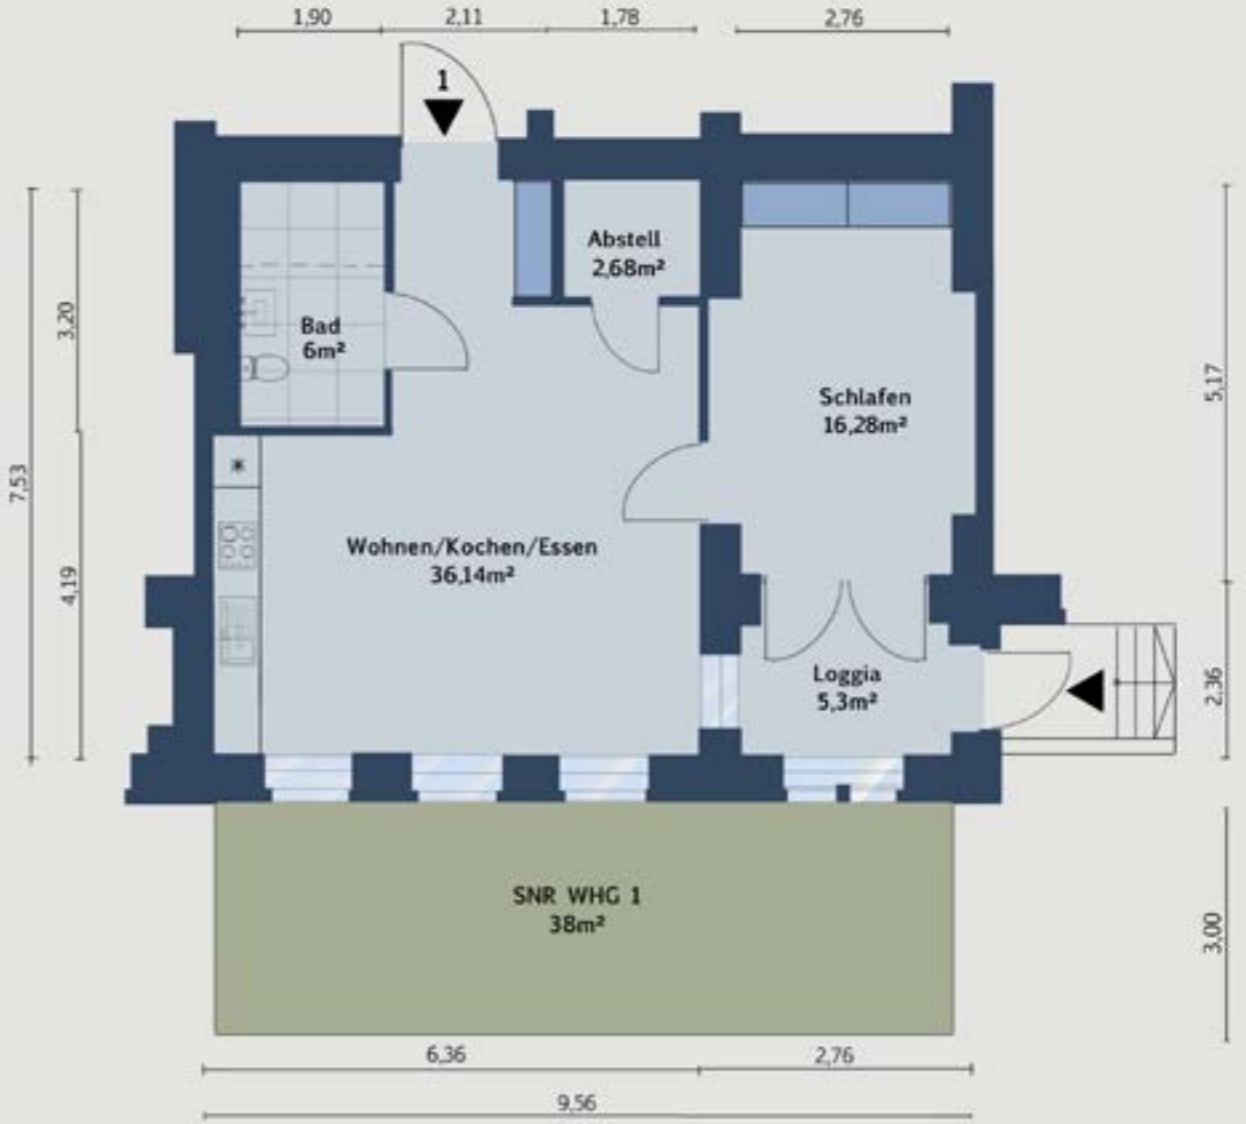 1,90
2,11
1,78
2,76
1
Abstell
2,68m²
3,20
Bad
6m²
5,17
Schlafen
16,28m²
7,53
Wohnen/Kochen/Essen
36,14m²
4,19
Loggia
5,3m²
2,36
SNR WHG 1
38m²
3,00
6,36
2,76
9,56